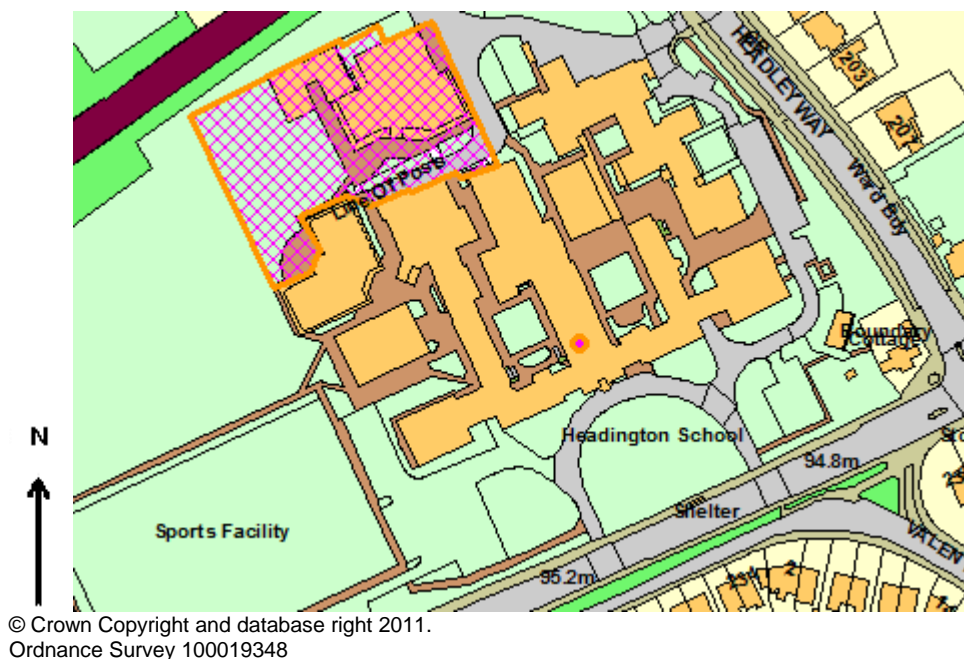 HEADLEY WAY
203
207
Ward Bdy
Line Of Posts
Boundary
Cottage
N
Headington School
94.8m
Shelter
Sports Facility
95.2m
2
© Crown Copyright and database right 2011.
Ordnance Survey 100019348